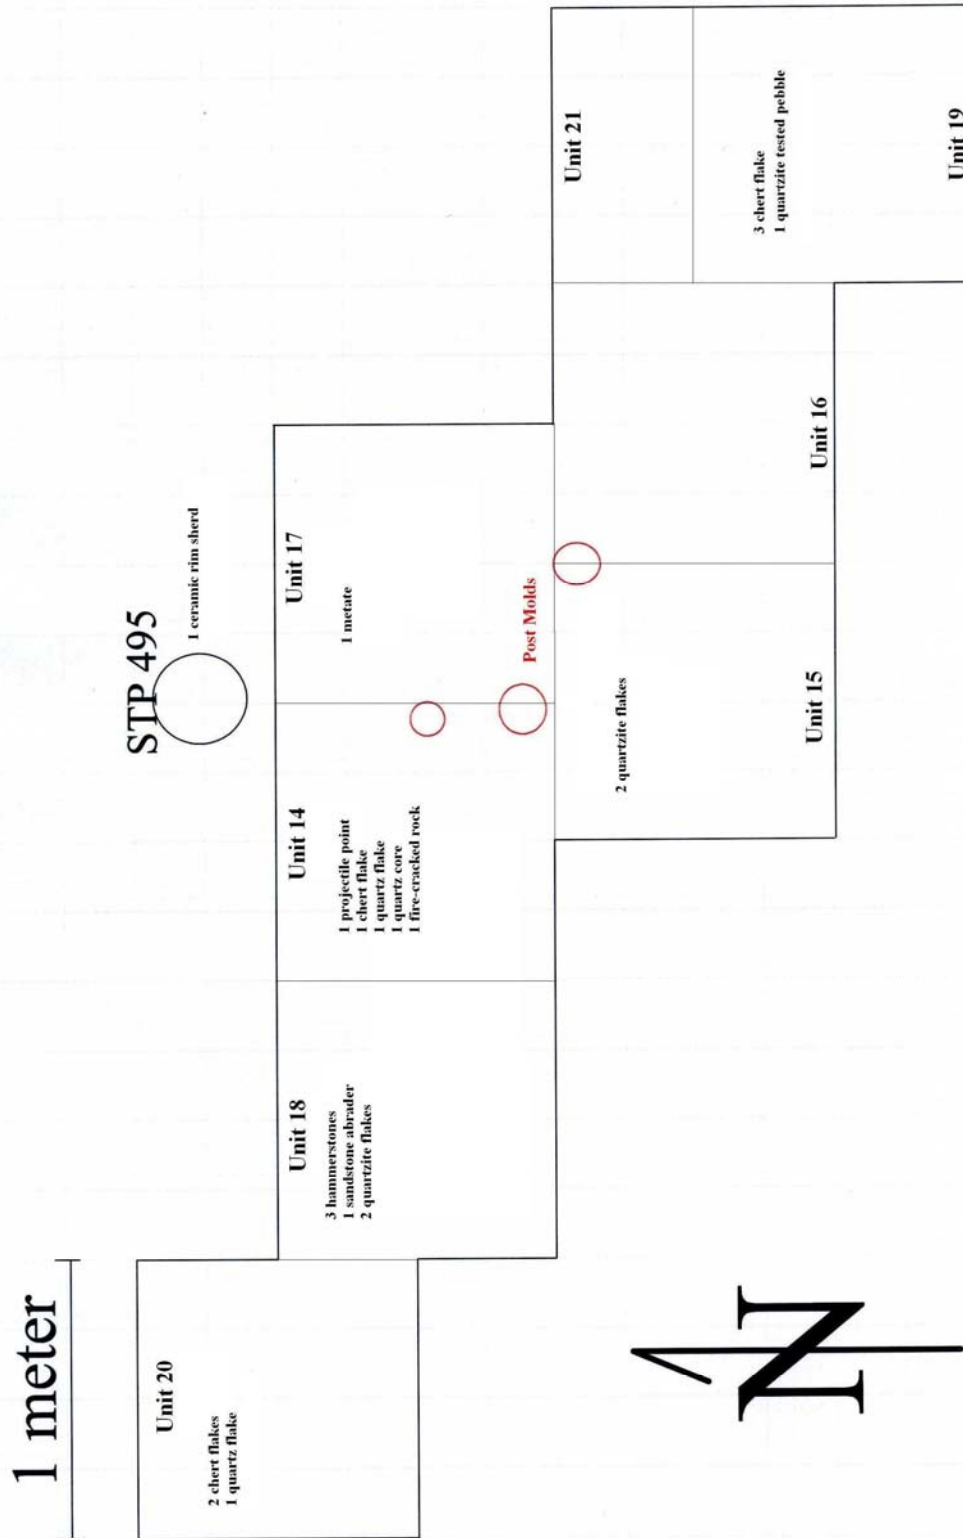 1 meter
STP 495
1 ceramic rim sherd
Unit 20
2 chert flakes
1 quartz flake
Unit 18
3 hammerstones
1 sandstone abrader
2 quartzite flakes
Unit 14
1 projectile point
1 chert flake
1 quartz flake
1 quartz core
1 fire-cracked rock
Unit 17
1 metate
Post Molds
2 quartzite flakes
Unit 15
Unit 16
Unit 21
3 chert flake
1 quartzite tested pebble
Unit 19
N